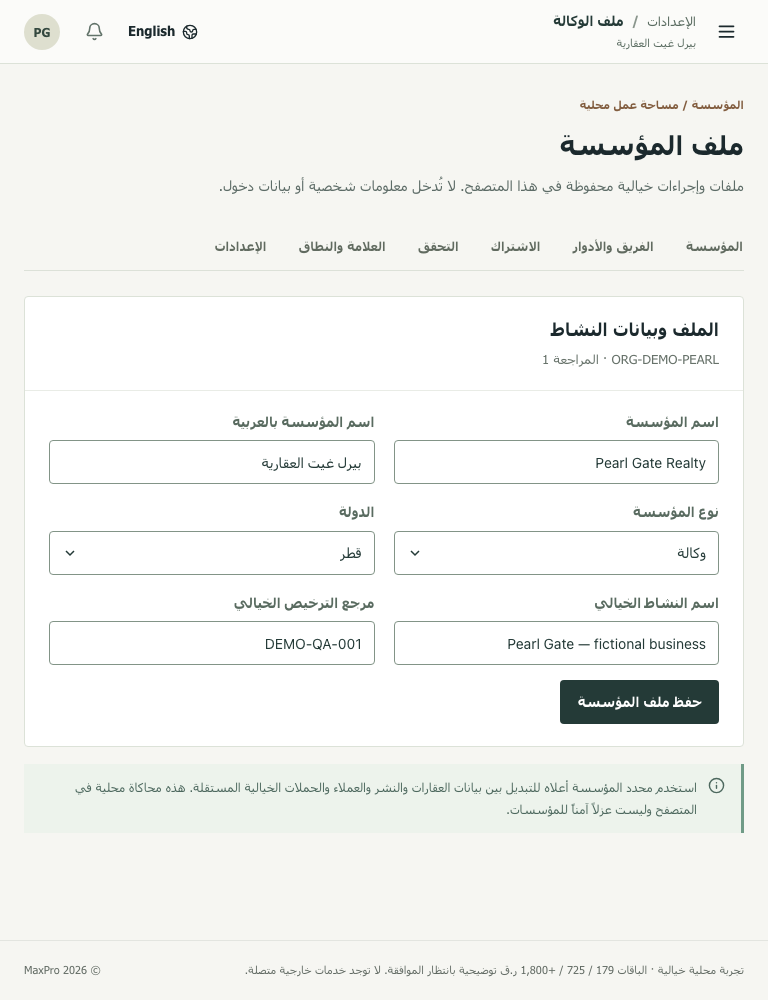 الإعدادات / ملف الوكالة
بيرل غيت العقارية
English
PG
المؤسسة / مساحة عمل محلية
ملف المؤسسة
ملفات وإجراءات خيالية محفوظة في هذا المتصفح. لا تُدخل معلومات شخصية أو بيانات دخول.
المؤسسة الفريق والأدوار الاشتراك التحقق العلامة والنطاق الإعدادات
الملف وبيانات النشاط
ORG-DEMO-PEARL · المراجعة 1
اسم المؤسسة
Pearl Gate Realty
اسم المؤسسة بالعربية
بيرل غيت العقارية
نوع المؤسسة
وكالة
الدولة
قطر
اسم النشاط الخيالي
Pearl Gate — fictional business
مرجع الترخيص الخيالي
DEMO-QA-001
حفظ ملف المؤسسة
استخدم محدد المؤسسة أعلاه للتبديل بين بيانات العقارات والنشر والعملاء والحملات الخيالية المستقلة. هذه محاكاة محلية في
المتصفح وليست عزلاً آمناً للمؤسسات.
تجربة محلية خيالية · الباقات 179 / 725 / +1,800 ر.ق توضيحية بانتظار الموافقة. لا توجد خدمات خارجية متصلة.
© 2026 MaxPro